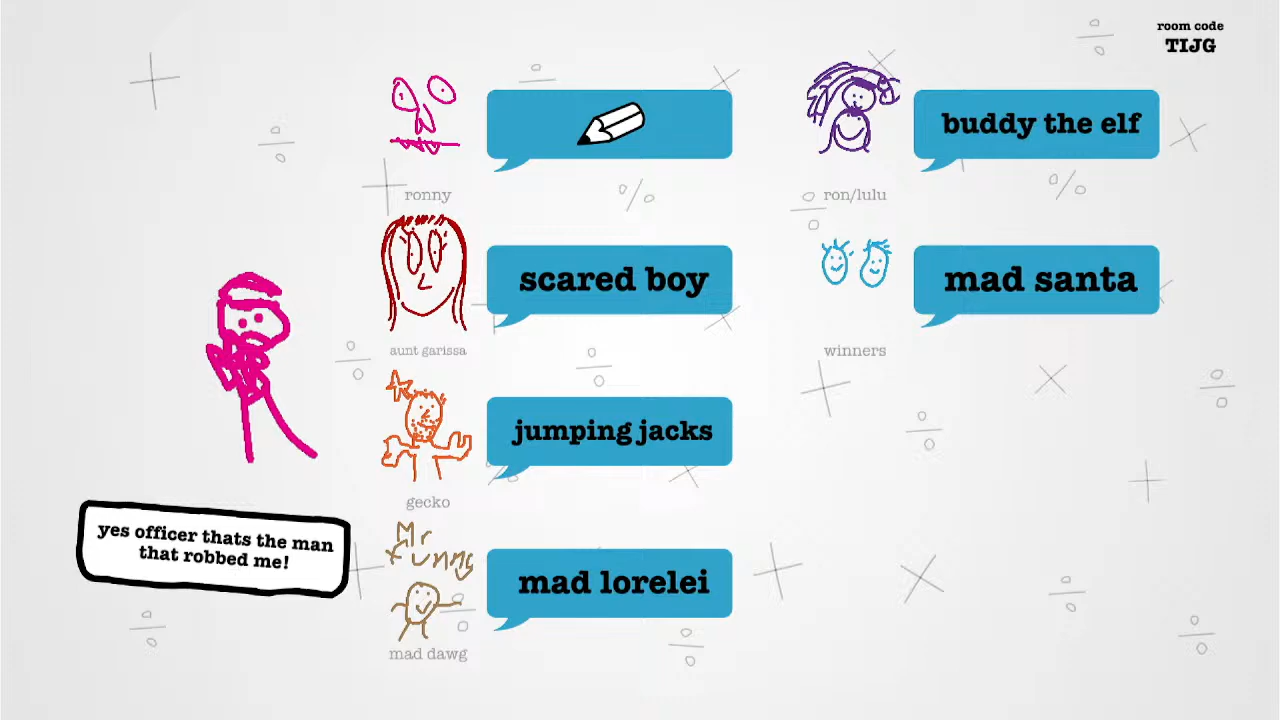 room code
TIJG
buddy the elf
ronny
ron/lulu
scared boy
mad santa
aunt garissa
winners
jumping jacks
gecko
yes officer thats the man
that robbed me!
Mr
Funny
mad lorelei
mad dawg